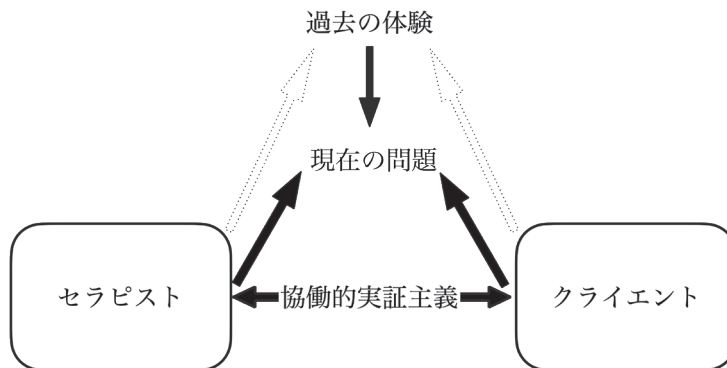 過去の体験
現在の問題
セラピスト
協働的実証主義
クライエント